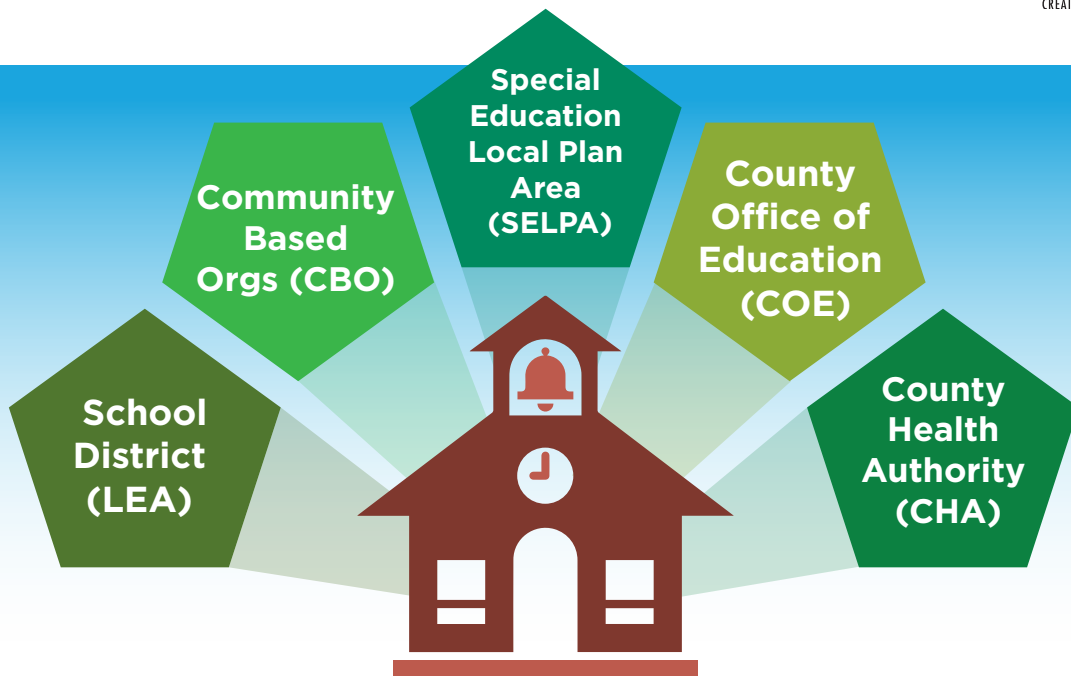 CREAT
Special
Education
Local Plan
Area
(SELPA)
Community
Based
Orgs (CBO)
County
Office of
Education
(COE)
School
District
(LEA)
County
Health
Authority
(CHA)